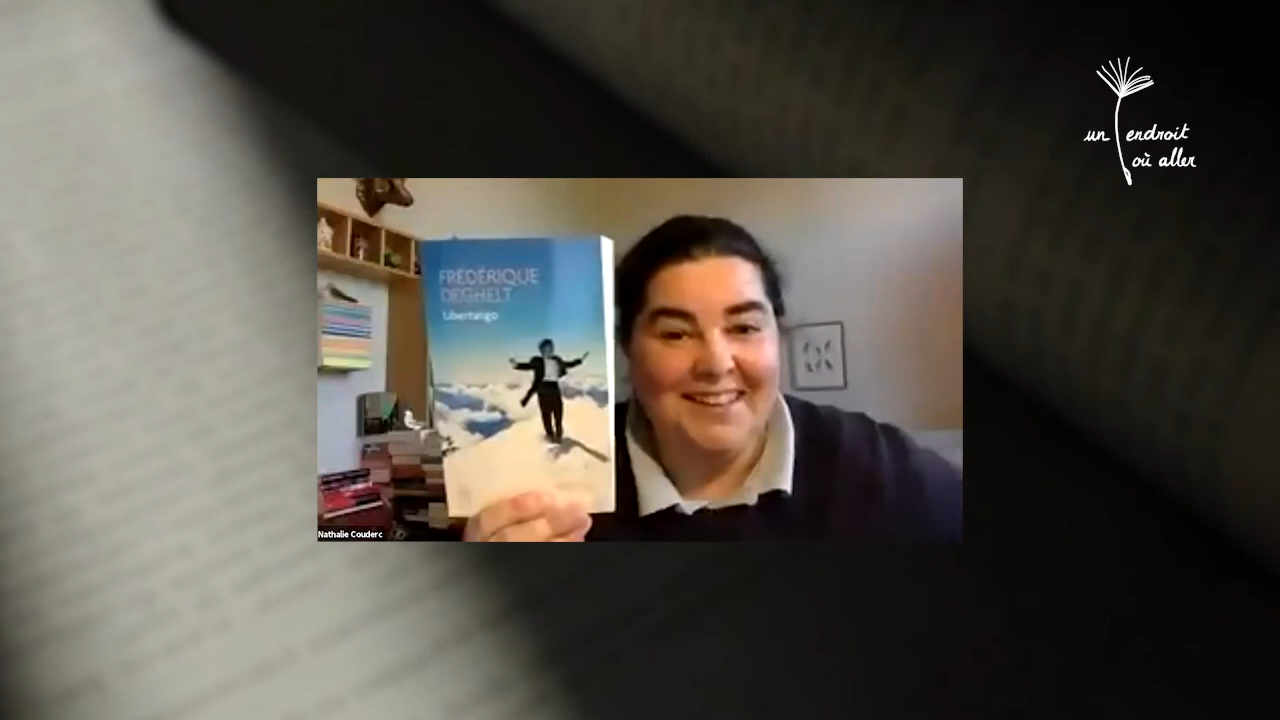 un endroit
où aller
FRÉDÉRIQUE
DEGHELT
Libertango
Nathalie Couderc